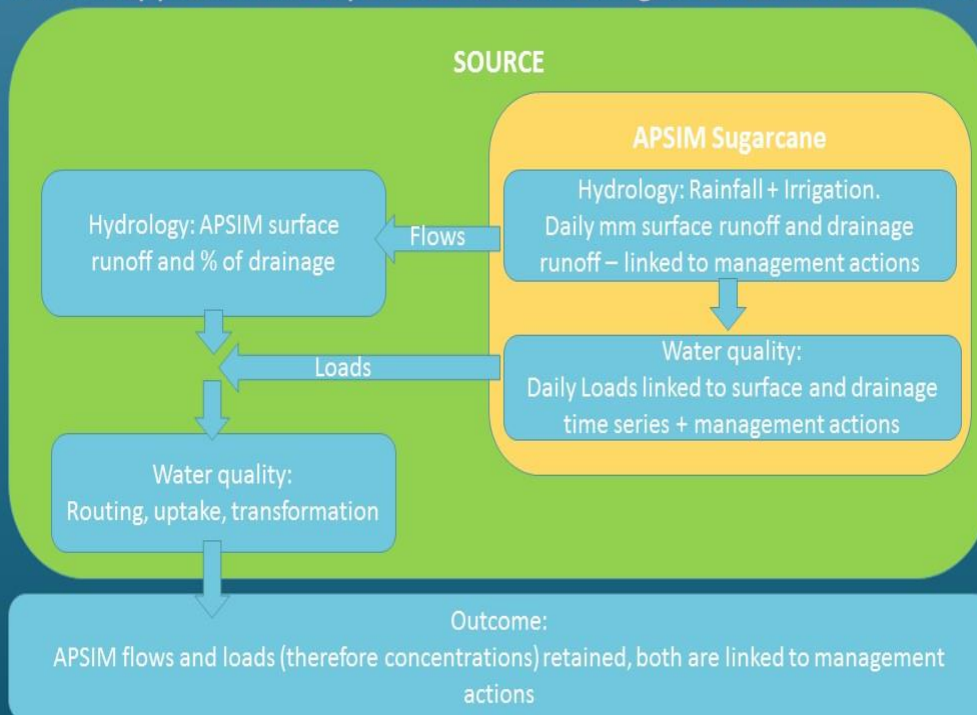 SOURCE
APSIM Sugarcane
Hydrology: APSIM surface
runoff and % of drainage
Flows
Hydrology: Rainfall + Irrigation.
Daily mm surface runoff and drainage
runoff – linked to management actions
Loads
Water quality:
Daily Loads linked to surface and drainage
time series + management actions
Water quality:
Routing, uptake, transformation
Outcome:
APSIM flows and loads (therefore concentrations) retained, both are linked to management
actions